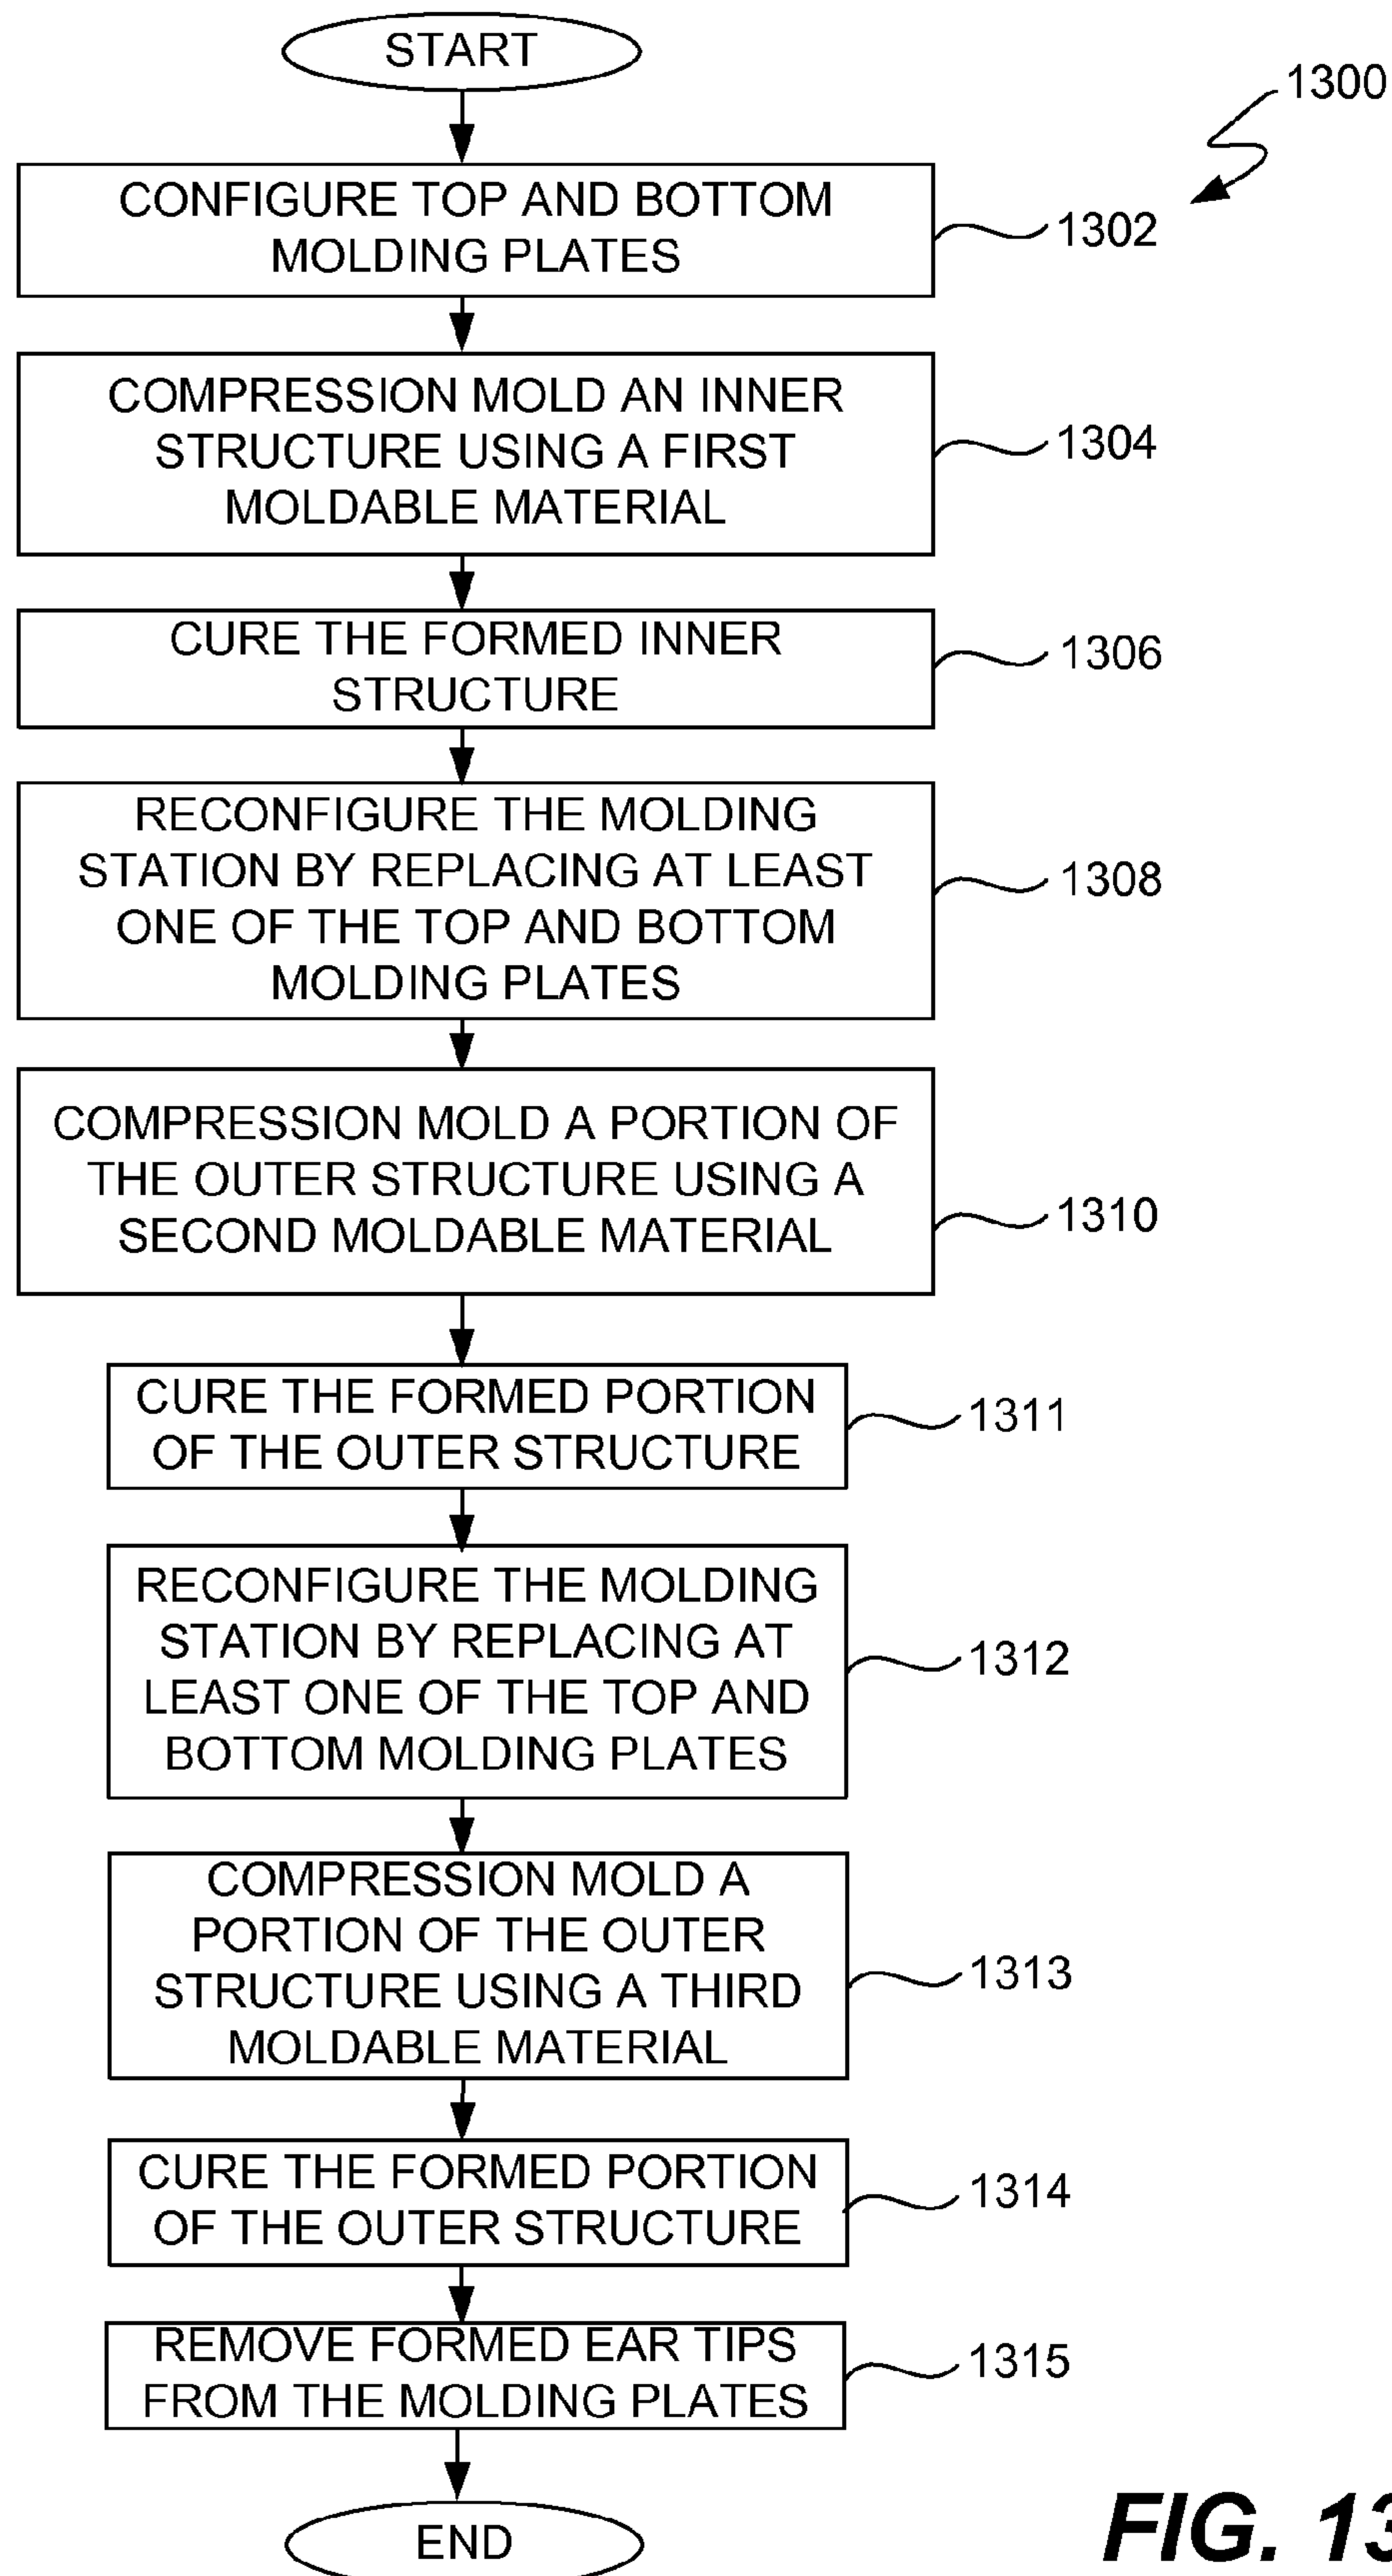 START
1300
CONFIGURE TOP AND BOTTOM
MOLDING PLATES
1302
COMPRESSION MOLD AN INNER
STRUCTURE USING A FIRST
MOLDABLE MATERIAL
1304
CURE THE FORMED INNER
STRUCTURE
1306
RECONFIGURE THE MOLDING
STATION BY REPLACING AT LEAST
ONE OF THE TOP AND BOTTOM
MOLDING PLATES
1308
COMPRESSION MOLD A PORTION OF
THE OUTER STRUCTURE USING A
SECOND MOLDABLE MATERIAL
1310
CURE THE FORMED PORTION
OF THE OUTER STRUCTURE
1311
RECONFIGURE THE MOLDING
STATION BY REPLACING AT
LEAST ONE OF THE TOP AND
BOTTOM MOLDING PLATES
1312
COMPRESSION MOLD A
PORTION OF THE OUTER
STRUCTURE USING A THIRD
MOLDABLE MATERIAL
1313
CURE THE FORMED PORTION
OF THE OUTER STRUCTURE
1314
REMOVE FORMED EAR TIPS
FROM THE MOLDING PLATES
1315
END
FIG. 13